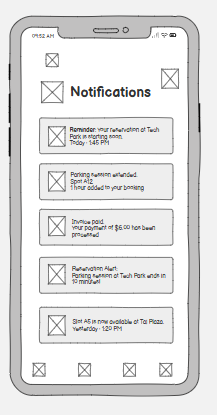 09:52 AM
Notifications
Reminder: your reservation at Tech
Park is starting soon.
Today · 1:45 PM
Parking session extended.
Spot A12
1 hour added to your booking
Invoice paid.
Your payment of $6.00 has been
processed
Reservation Alert:
Parking session at Tech Park ends in
10 minutes!
Slot A5 is now available at Tai Plaza.
Yesterday · 1:20 PM